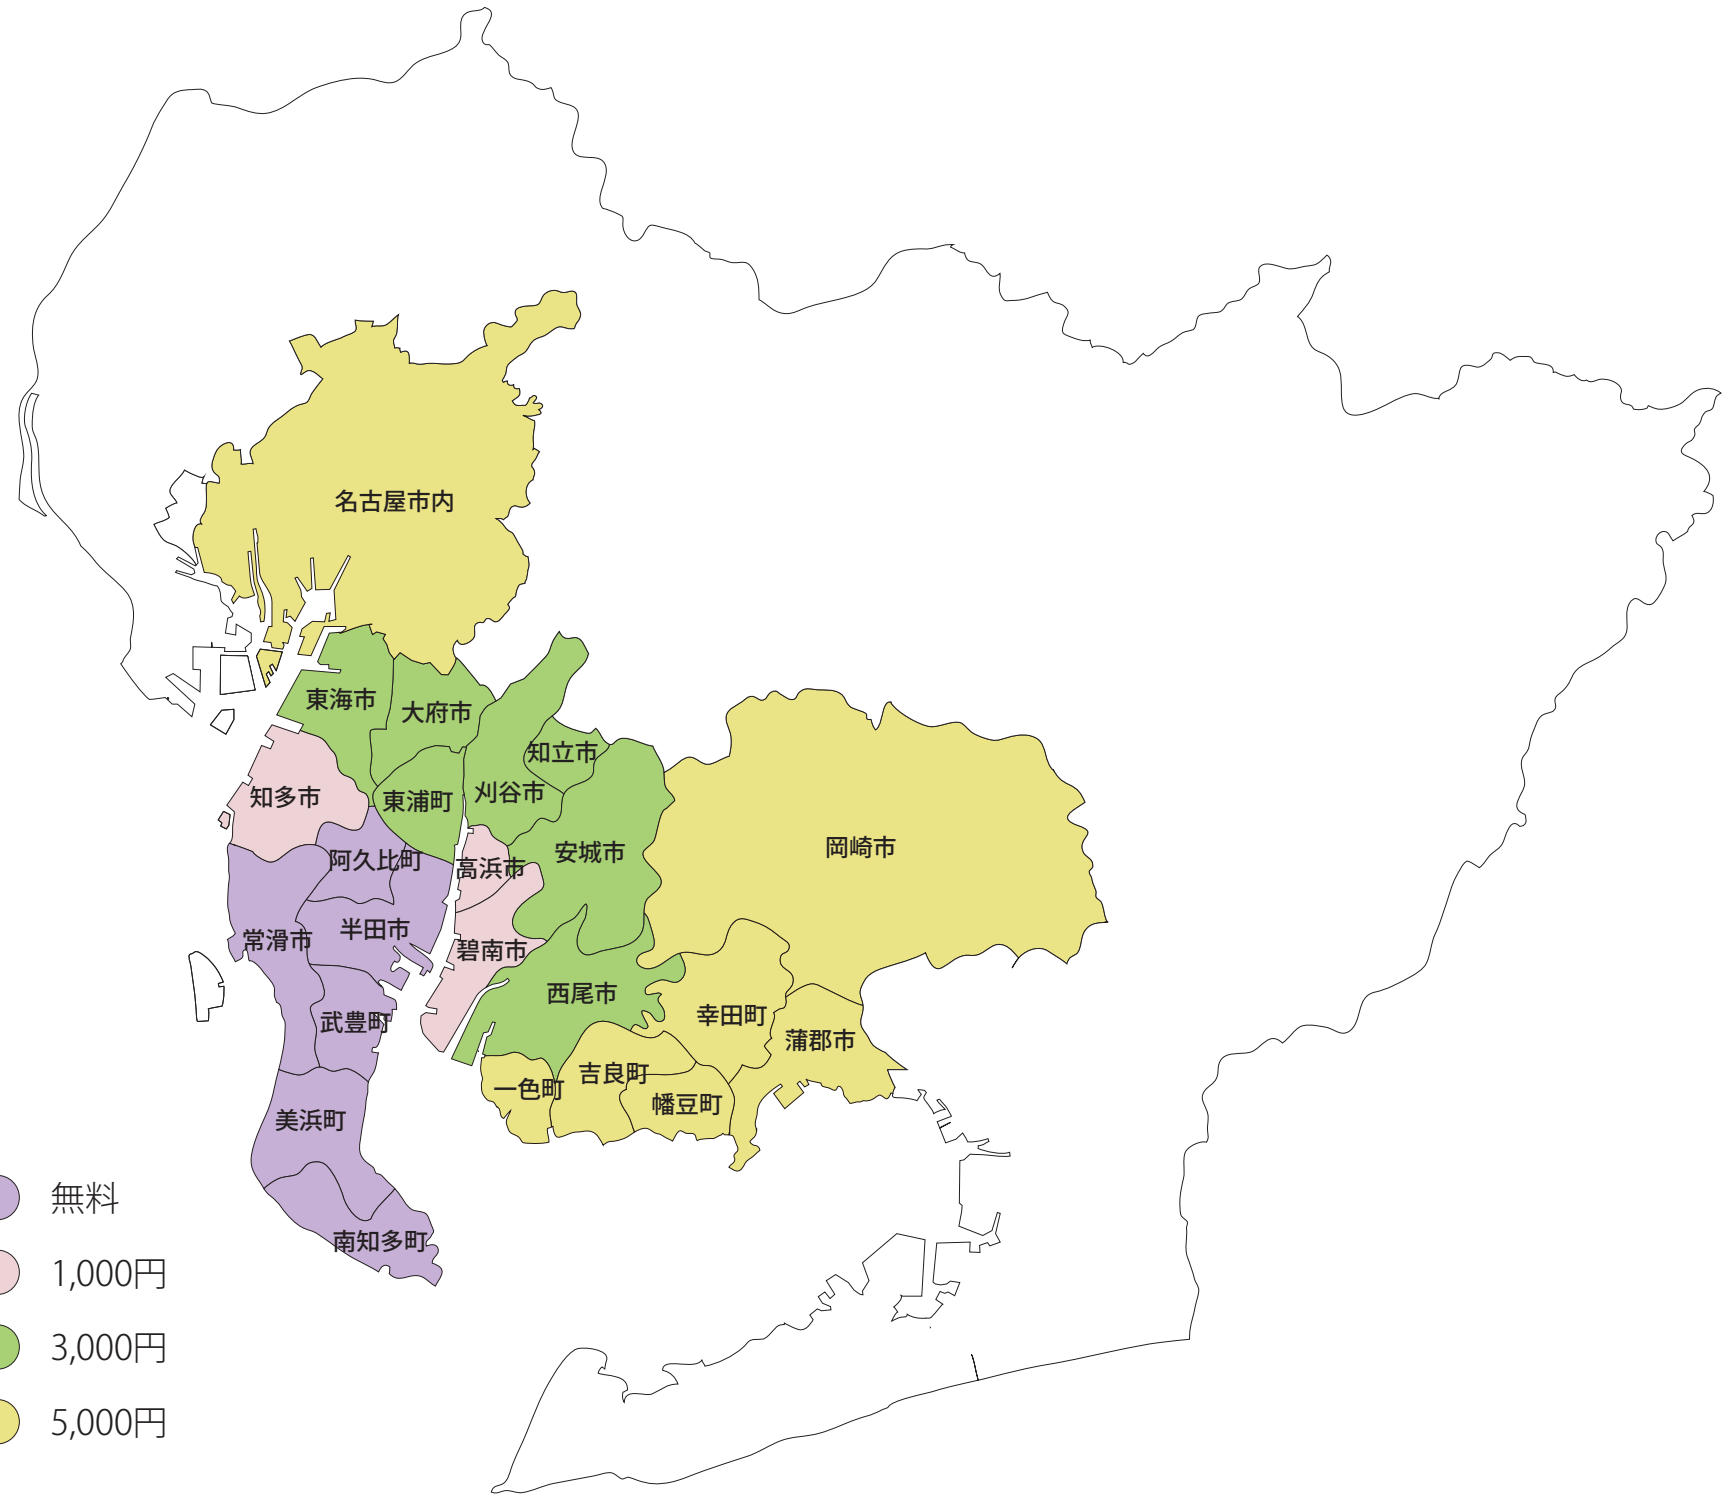 名古屋市内
東海市
大府市
知立市
知多市
東浦町
刈谷市
安城市
岡崎市
阿久比町
高浜市
常滑市
半田市
碧南市
西尾市
武豊町
幸田町
蒲郡市
吉良町
一色町
幡豆町
美浜町
南知多町
無料
1,000円
3,000円
5,000円